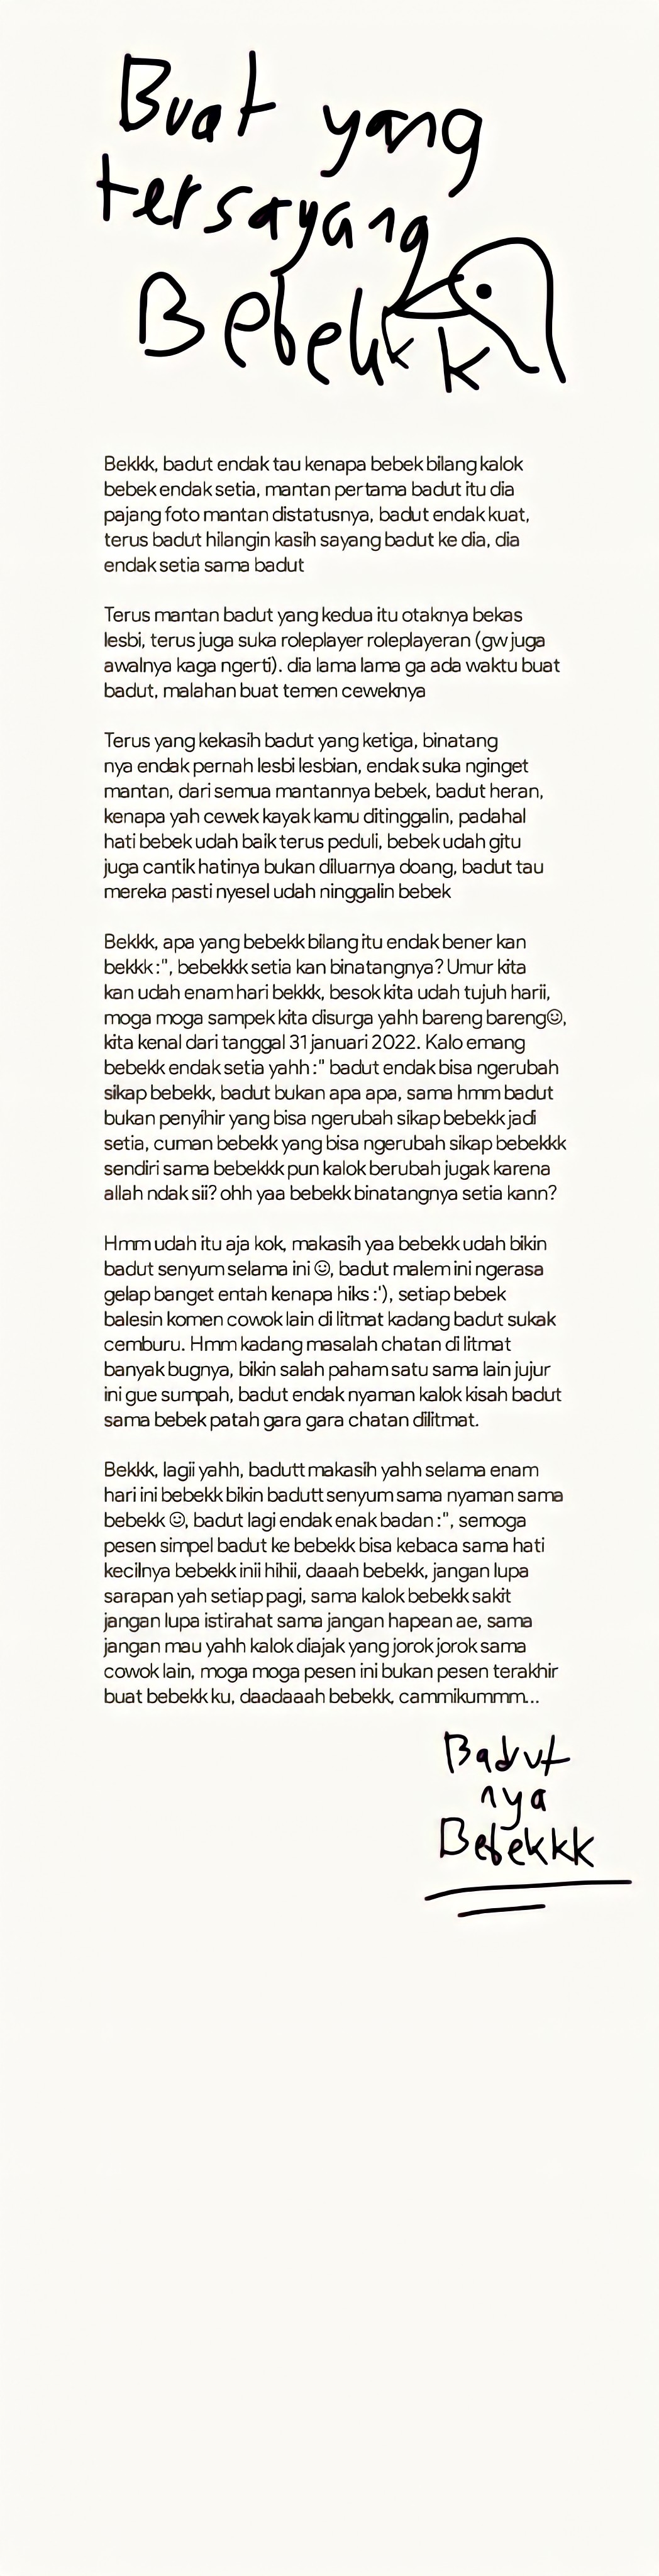 Buat yang
tersayang
Bebekkk
Bekkk, badut endak tau kenapa bebek bilang kalok
bebek endak setia, mantan pertama badut itu dia
pajang foto mantan distatusnya, badut endak kuat,
terus badut hilangin kasih sayang badut ke dia, dia
endak setia sama badut
Terus mantan badut yang kedua itu otaknya bekas
lesbi, terus juga suka roleplayer roleplayeran (gw juga
awalnya kaga ngerti). dia lama lama ga ada waktu buat
badut, malahan buat temen ceweknya
Terus yang kekasih badut yang ketiga, binatang
nya endak pernah lesbi lesbian, endak suka nginget
mantan, dari semua mantannya bebek, badut heran,
kenapa yah cewek kayak kamu ditinggalin, padahal
hati bebek udah baik terus peduli, bebek udah gitu
juga cantik hatinya bukan diluarnya doang, badut tau
mereka pasti nyesel udah ninggalin bebek
Bekkk, apa yang bebekk bilang itu endak bener kan
bekkk :", bebekkk setia kan binatangnya? Umur kita
kan udah enam hari bekkk, besok kita udah tujuh harii,
moga moga sampek kita disurga yahh bareng bareng☺,
kita kenal dari tanggal 31 januari 2022. Kalo emang
bebekk endak setia yahh :" badut endak bisa ngerubah
sikap bebekk, badut bukan apa apa, sama hmm badut
bukan penyihir yang bisa ngerubah sikap bebekk jadi
setia, cuman bebekk yang bisa ngerubah sikap bebekkk
sendiri sama bebekkk pun kalok berubah jugak karena
allah ndak sii? ohh yaa bebekk binatangnya setia kann?
Hmm udah itu aja kok, makasih yaa bebekk udah bikin
badut senyum selama ini ☺, badut malem ini ngerasa
gelap banget entah kenapa hiks :'), setiap bebek
balesin komen cowok lain di litmat kadang badut sukak
cemburu. Hmm kadang masalah chatan di litmat
banyak bugnya, bikin salah paham satu sama lain jujur
ini gue sumpah, badut endak nyaman kalok kisah badut
sama bebek patah gara gara chatan dilitmat.
Bekkk, lagii yahh, badutt makasih yahh selama enam
hari ini bebekk bikin badutt senyum sama nyaman sama
bebekk ☺, badut lagi endak enak badan :", semoga
pesen simpel badut ke bebekk bisa kebaca sama hati
kecilnya bebekk inii hihii, daaah bebekk, jangan lupa
sarapan yah setiap pagi, sama kalok bebekk sakit
jangan lupa istirahat sama jangan hapean ae, sama
jangan mau yahh kalok diajak yang jorok jorok sama
cowok lain, moga moga pesen ini bukan pesen terakhir
buat bebekk ku, daadaaah bebekk, cammikummm...
Badut
nya
Bebekkk